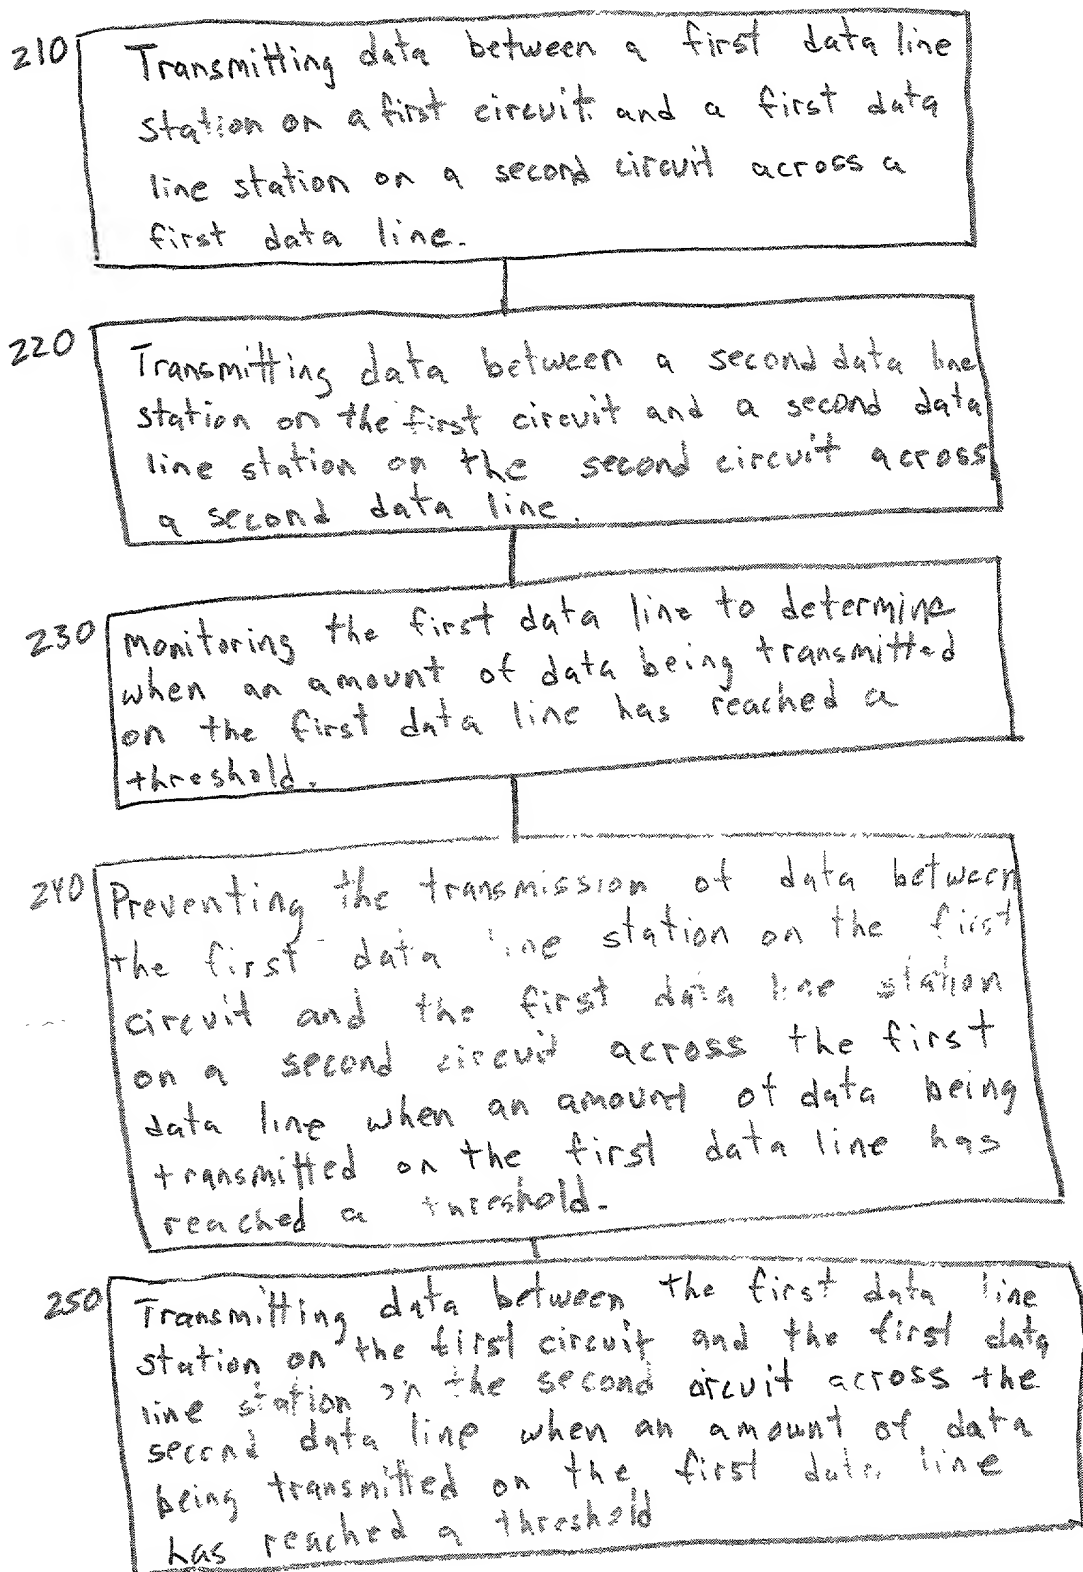 210 Transmitting data between a first data line
station on a first circuit and a first data
line station on a second circuit across a
first data line.
220 Transmitting data between a second data line
station on the first circuit and a second data
line station on the second circuit across
a second data line.
230 Monitoring the first data line to determine
when an amount of data being transmitted
on the first data line has reached a
threshold.
240 Preventing the transmission of data between
the first data line station on the first
circuit and the first data line station
on a second circuit across the first
data line when an amount of data being
transmitted on the first data line has
reached a threshold.
250 Transmitting data between the first data line
station on the first circuit and the first data
line station on the second circuit across the
second data line when an amount of data
being transmitted on the first data line
has reached a threshold